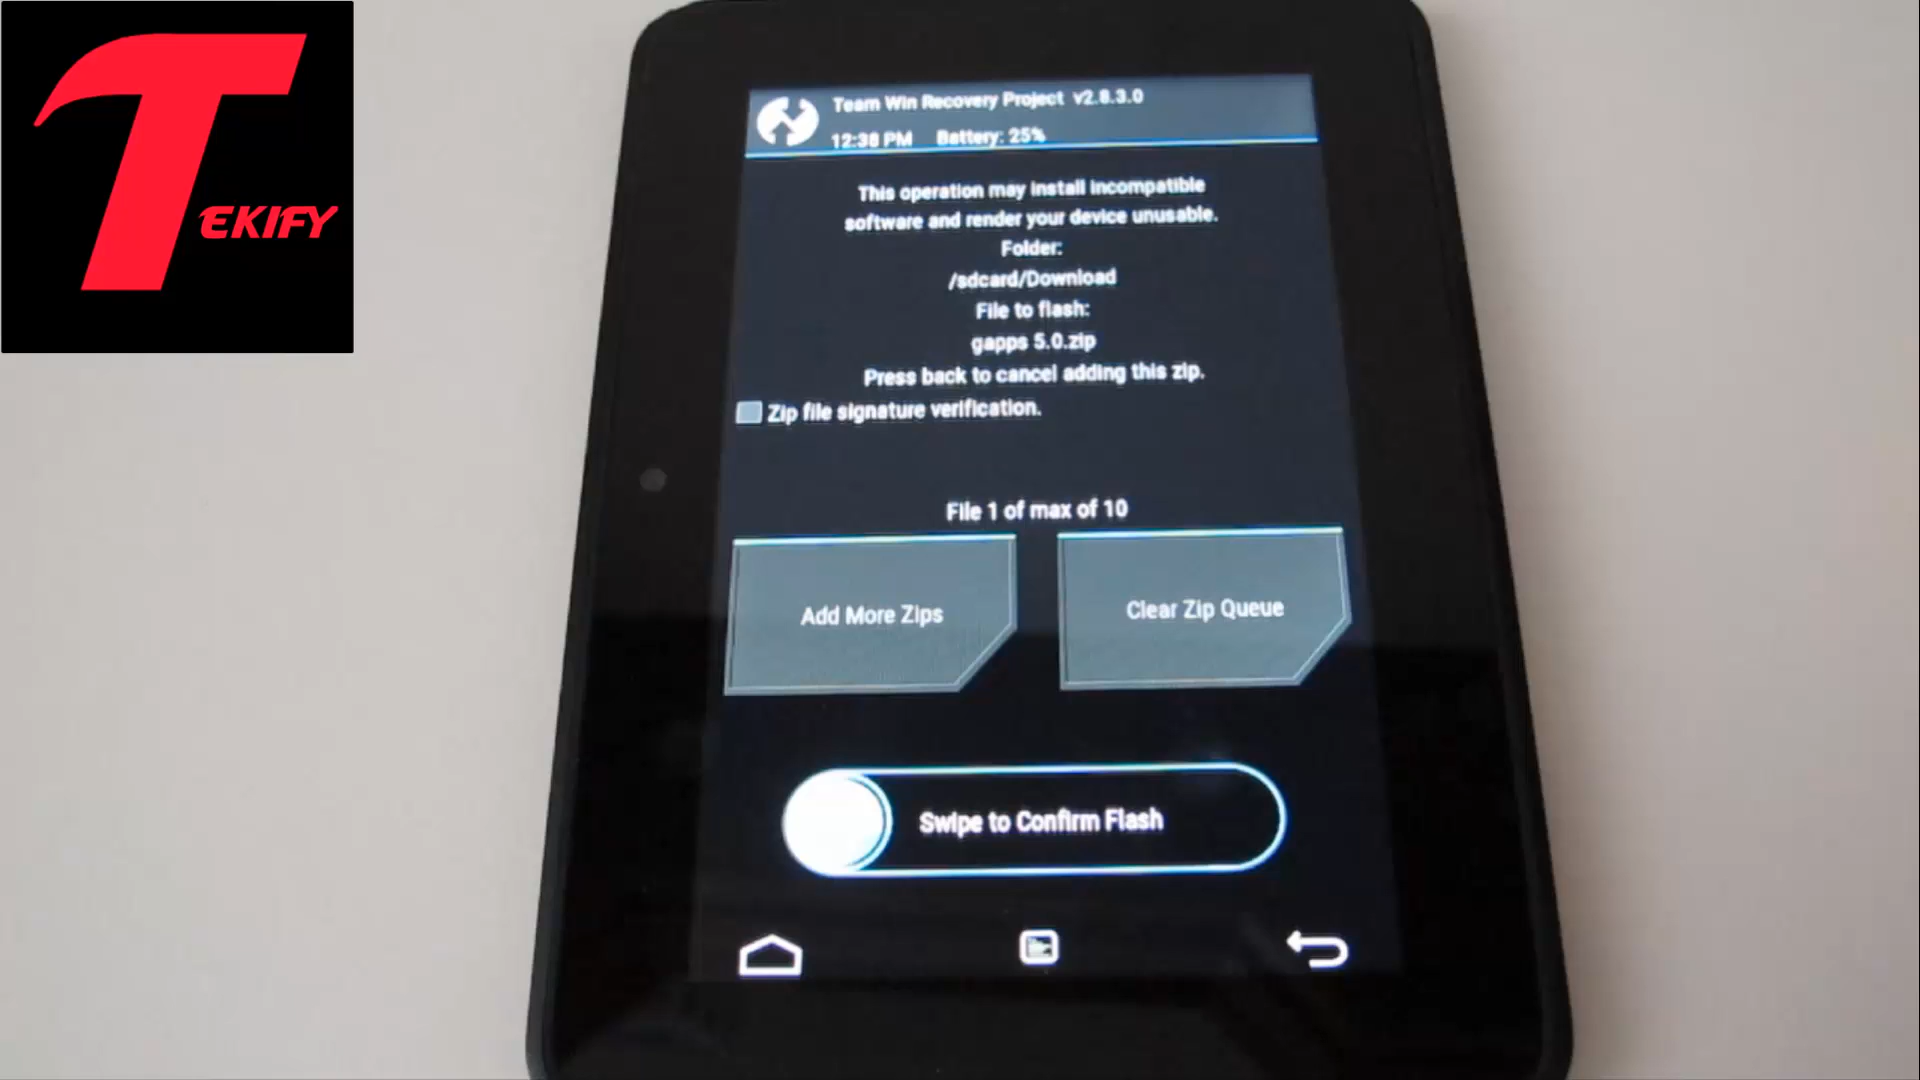 TEKIFY
Team Win Recovery Project v2.8.3.0
12:38 PM Battery: 25%
This operation may install incompatible
software and render your device unusable.
Folder:
/sdcard/Download
File to flash:
gapps 5.0.zip
Press back to cancel adding this zip.
Zip file signature verification.
File 1 of max of 10
Add More Zips
Clear Zip Queue
Swipe to Confirm Flash